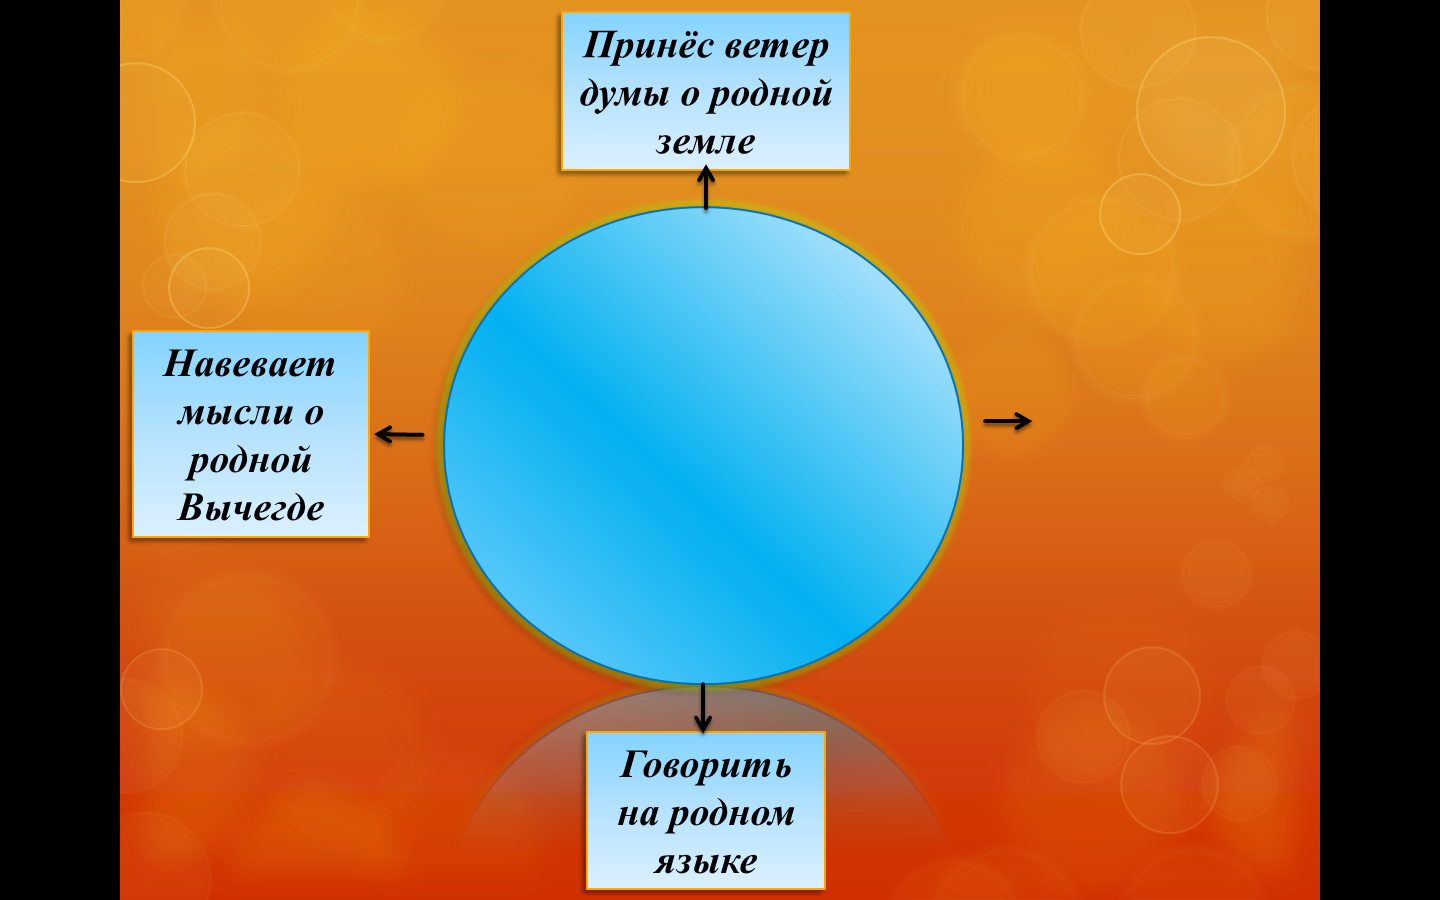 Принёс ветер
думы о родной
земле
Навевает
мысли о
родной
Вычегде
Говорить
на родном
языке